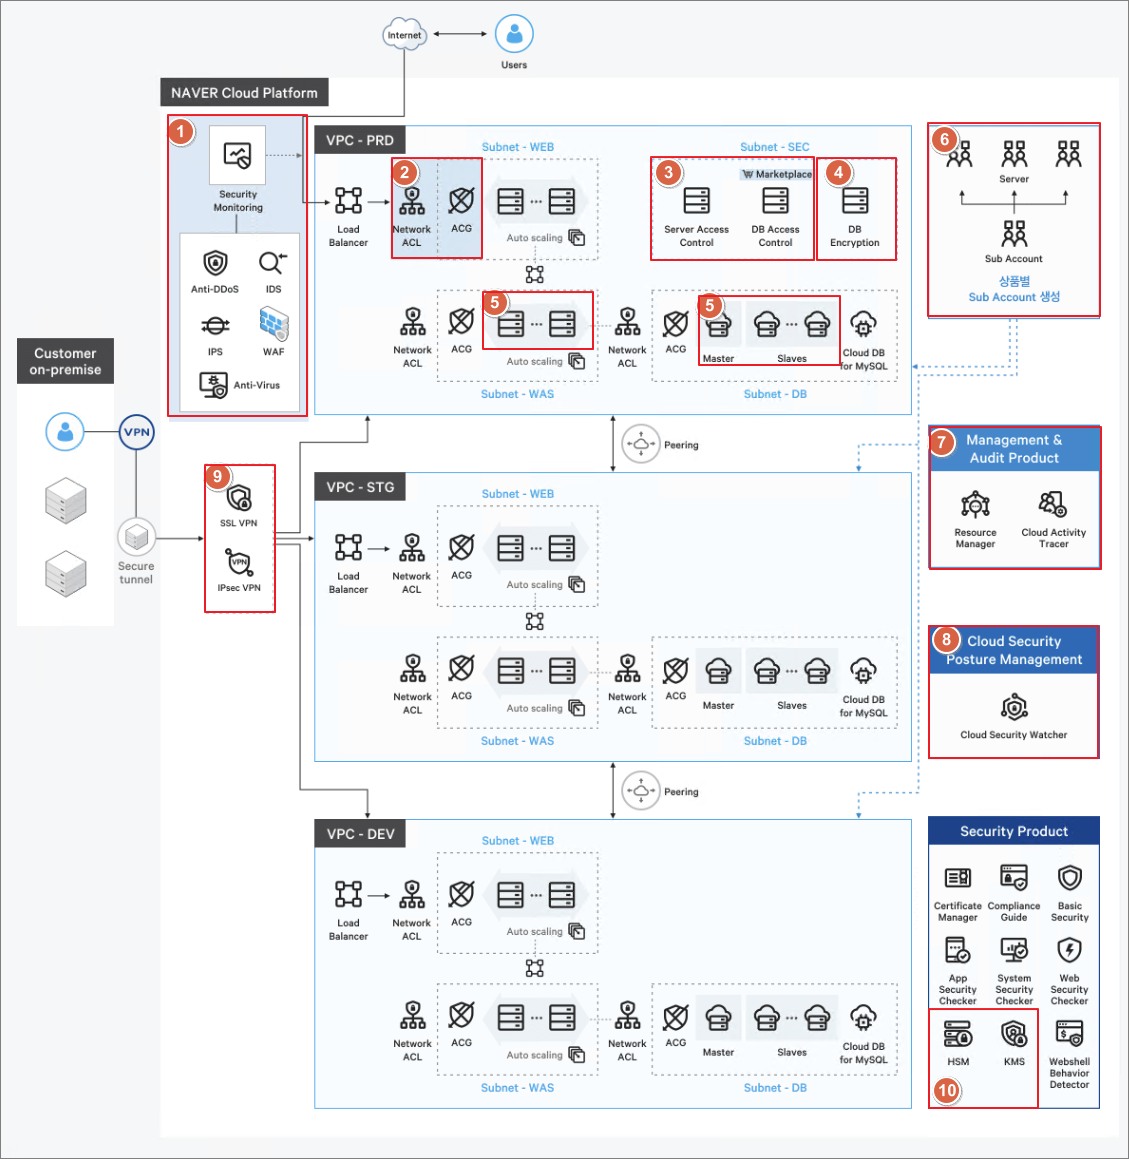 Internet
Users
NAVER Cloud Platform
1
Security
Monitoring
Anti-DDoS
IDS
IPS
WAF
Anti-Virus
Customer
on-premise
VPN
Secure
tunnel
9
SSL VPN
VPN
IPsec VPN
VPC - PRD
Subnet - WEB
Load
Balancer
2
Network
ACL
ACG
Auto scaling
Subnet - SEC
3
Marketplace
Server Access
Control
DB Access
Control
4
DB
Encryption
Network
ACL
ACG
5
Auto scaling
Subnet - WAS
Network
ACL
ACG
5
Master
Slaves
Cloud DB
for MySQL
Subnet - DB
Peering
VPC - STG
Subnet - WEB
Load
Balancer
Network
ACL
ACG
Auto scaling
Network
ACL
ACG
Auto scaling
Subnet - WAS
Network
ACL
ACG
Master
Slaves
Cloud DB
for MySQL
Subnet - DB
Peering
VPC - DEV
Subnet - WEB
Load
Balancer
Network
ACL
ACG
Auto scaling
Network
ACL
ACG
Auto scaling
Subnet - WAS
Network
ACL
ACG
Master
Slaves
Cloud DB
for MySQL
Subnet - DB
6
Server
Sub Account
상품별
Sub Account 생성
7
Management &
Audit Product
Resource
Manager
Cloud Activity
Tracer
8
Cloud Security
Posture Management
Cloud Security Watcher
Security Product
Certificate
Manager
Compliance
Guide
Basic
Security
App
Security
Checker
System
Security
Checker
Web
Security
Checker
HSM
KMS
Webshell
Behavior
Detector
10